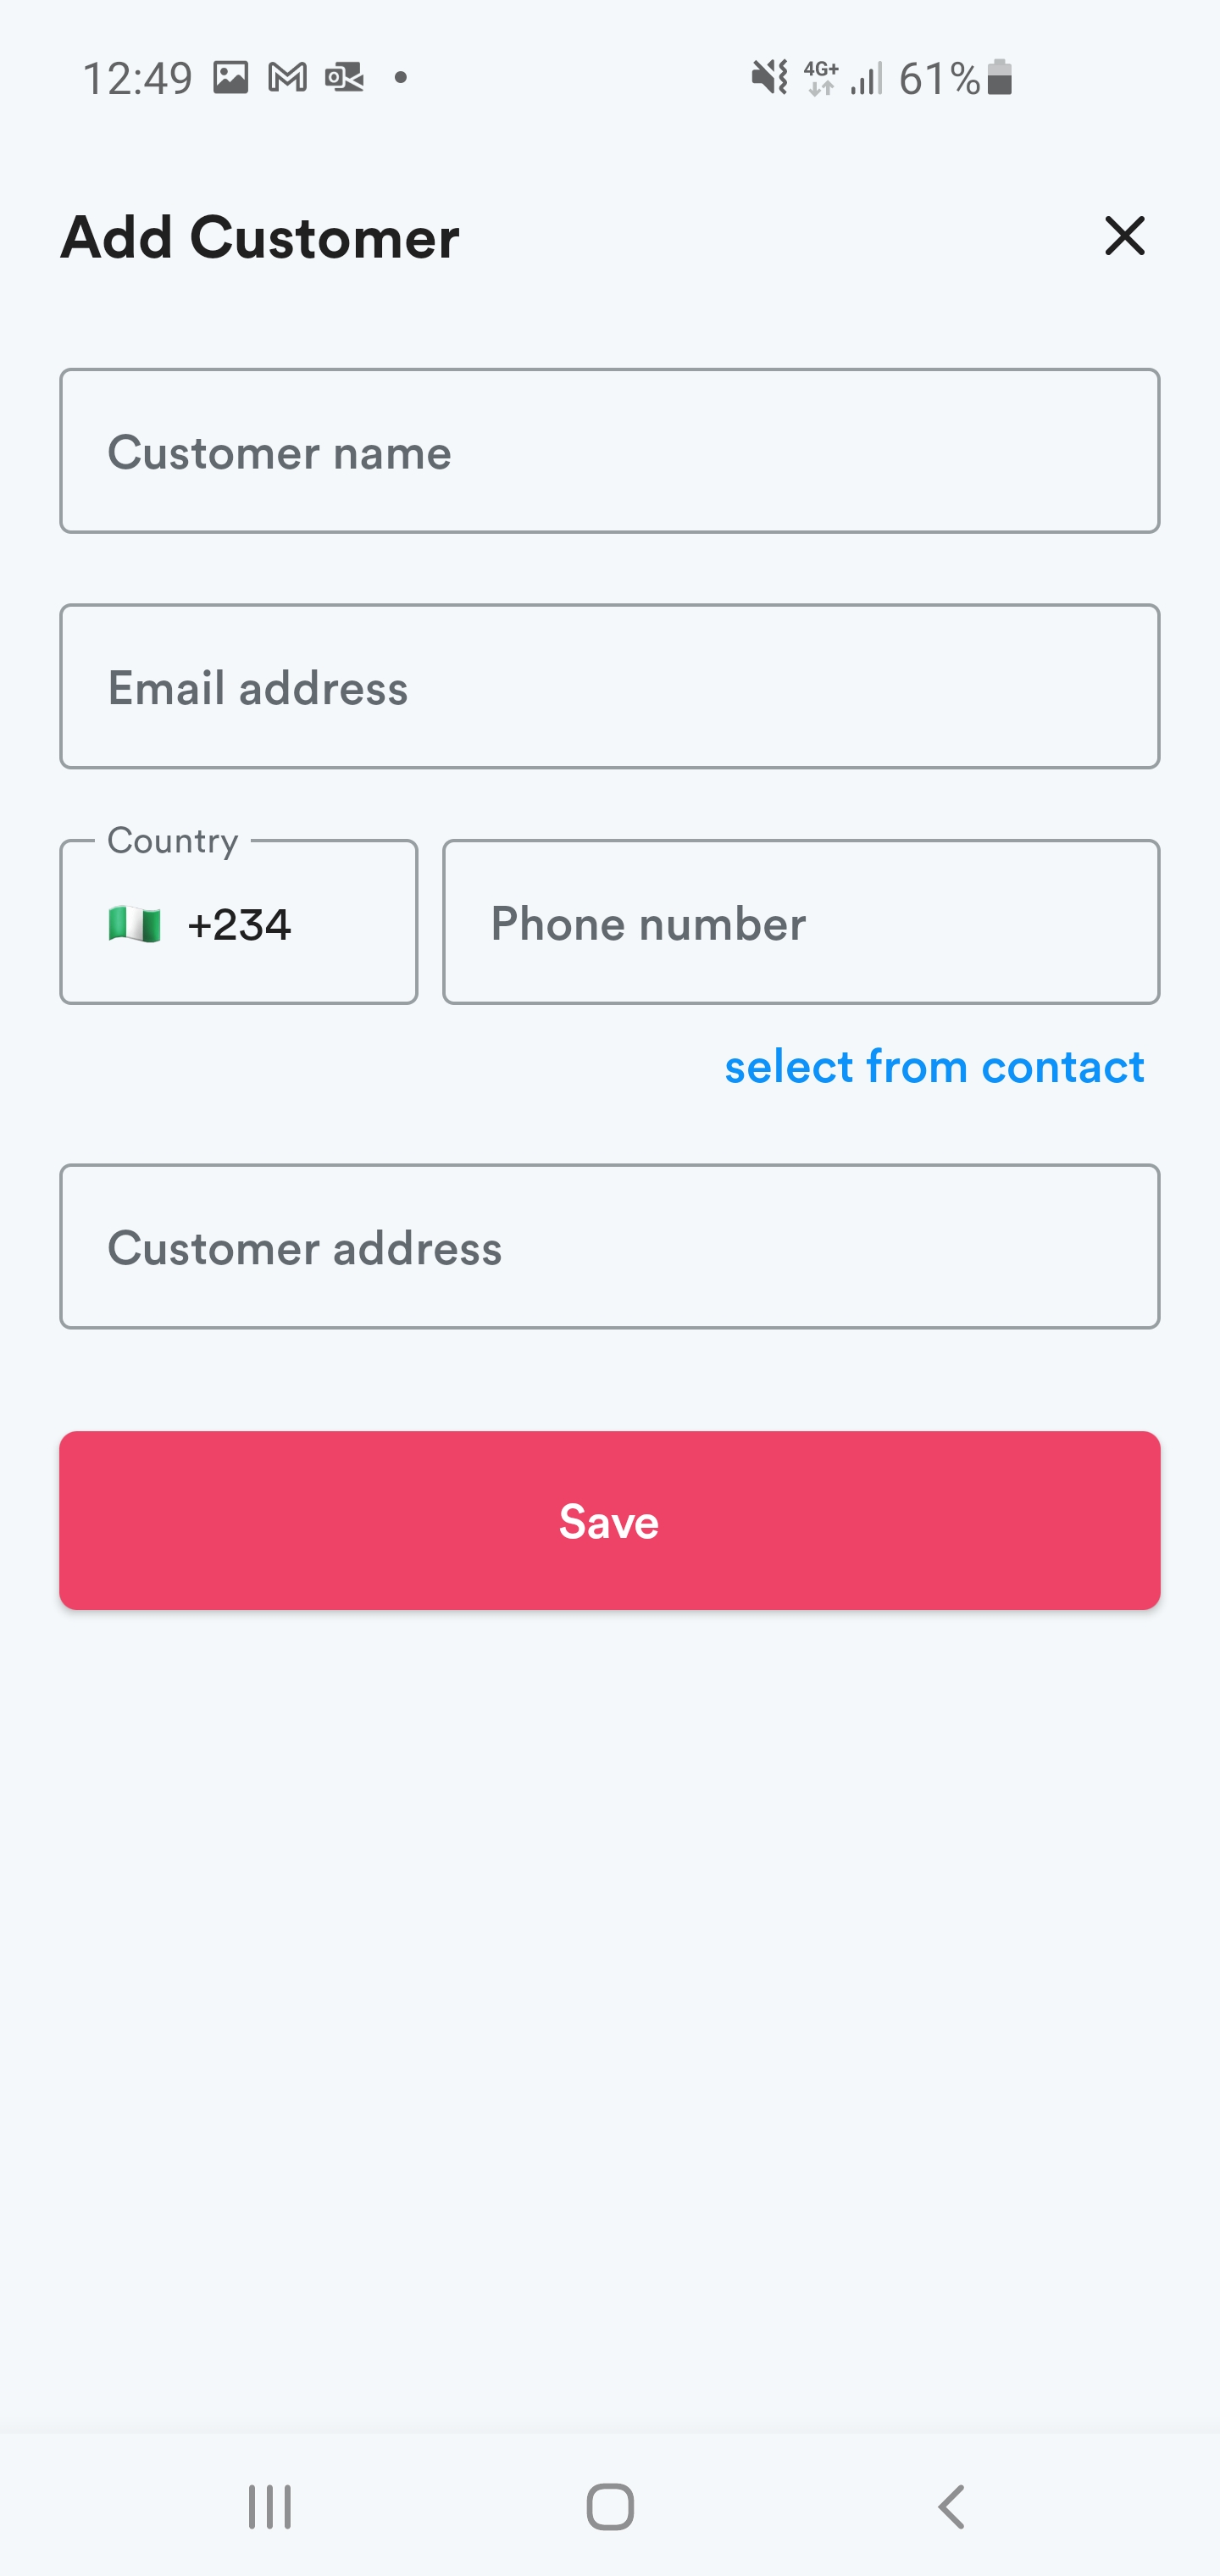 12:49 4G+ 61%
Add Customer
Customer name
Email address
Country
+234 Phone number
select from contact
Customer address
Save